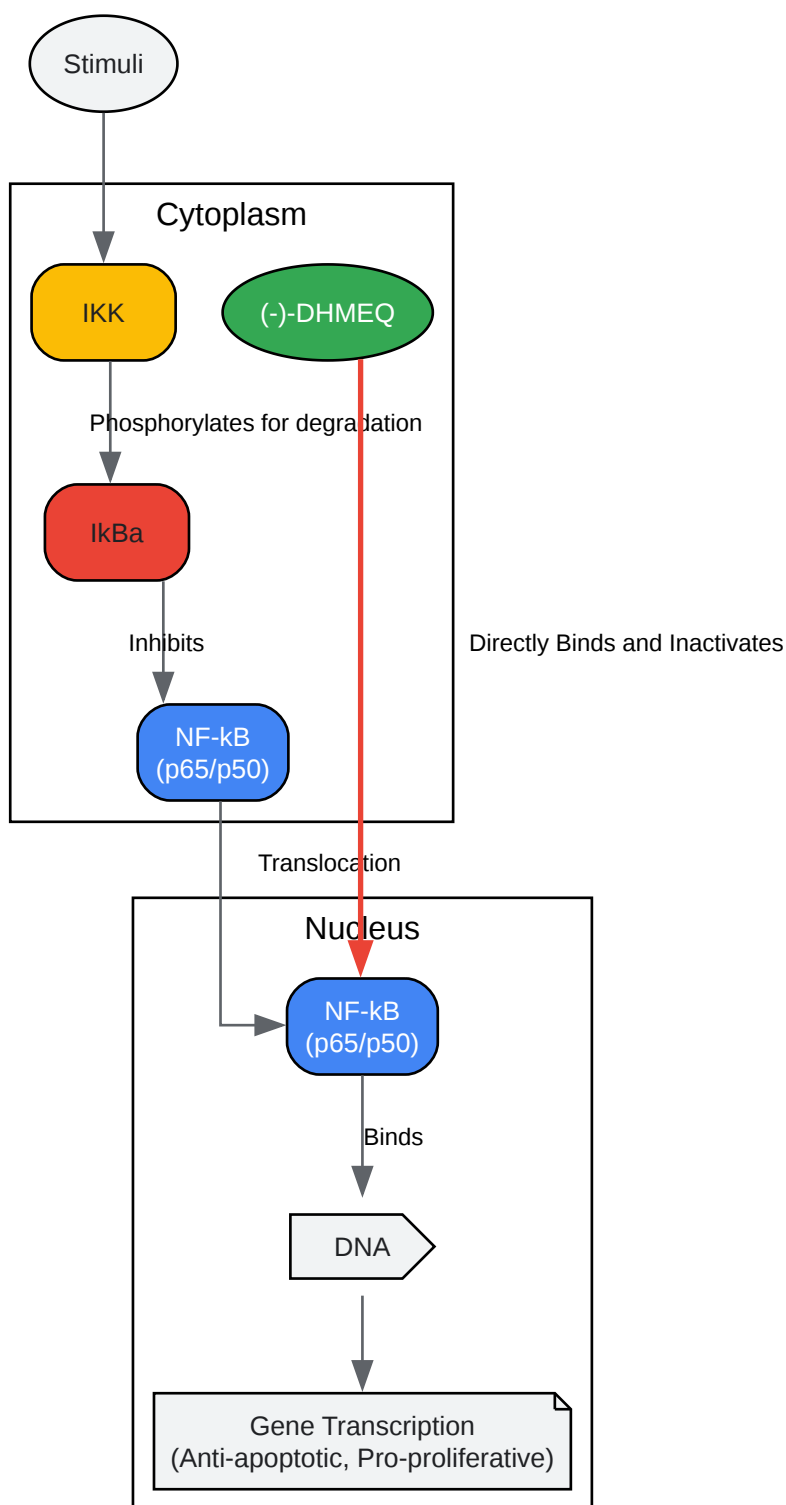 Stimuli
Cytoplasm
IKK
(-)-DHMEQ
Phosphorylates for degradation
IkBa
Inhibits
Directly Binds and Inactivates
NF-kB
(p65/p50)
Translocation
Nucleus
NF-kB
(p65/p50)
Binds
DNA
Gene Transcription
(Anti-apoptotic, Pro-proliferative)